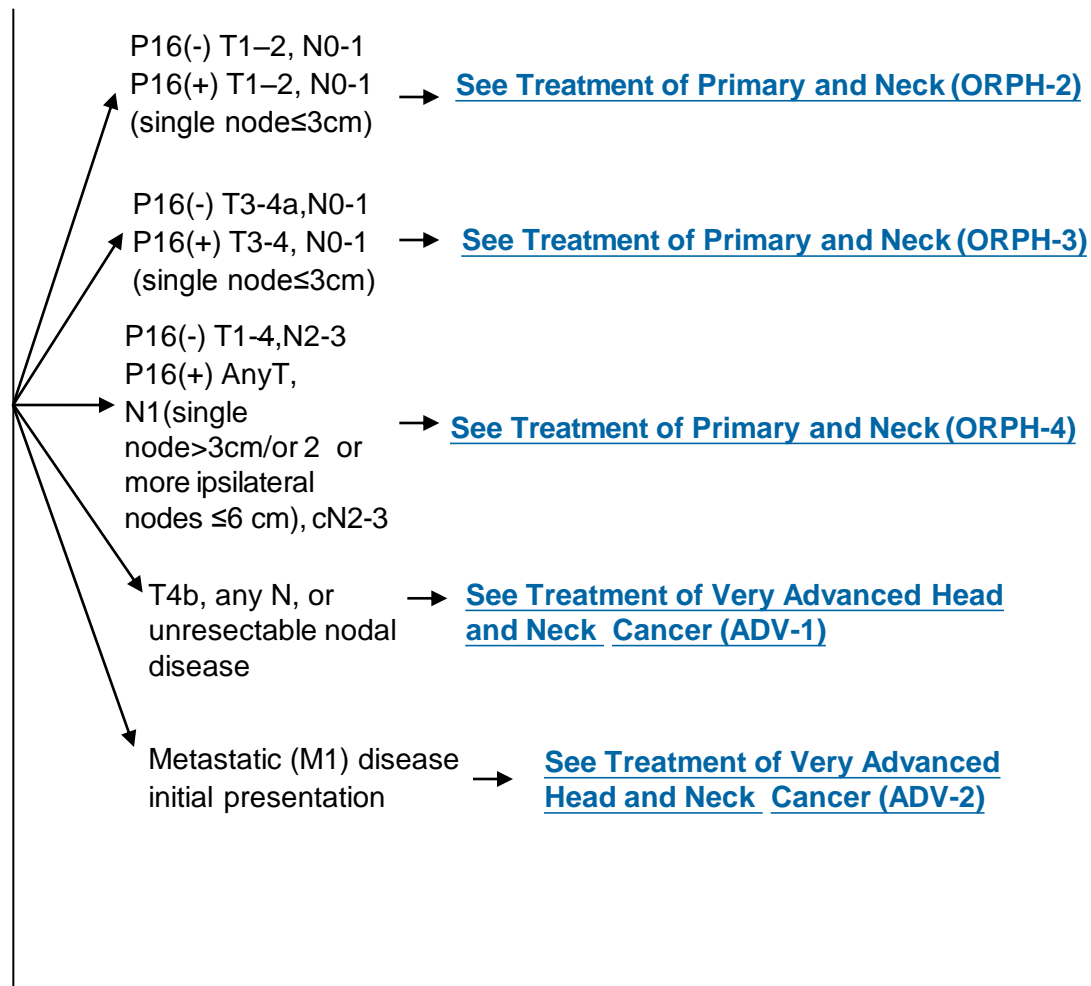 P16(-) T1–2, N0-1
P16(+) T1–2, N0-1
(single node≤3cm)
See Treatment of Primary and Neck (ORPH-2)
P16(-) T3-4a,N0-1
P16(+) T3-4, N0-1
(single node≤3cm)
See Treatment of Primary and Neck (ORPH-3)
P16(-) T1-4,N2-3
P16(+) AnyT,
N1(single
node>3cm/or 2 or
more ipsilateral
nodes ≤6 cm), cN2-3
See Treatment of Primary and Neck (ORPH-4)
T4b, any N, or
unresectable nodal
disease
See Treatment of Very Advanced Head
and Neck Cancer (ADV-1)
Metastatic (M1) disease
initial presentation
See Treatment of Very Advanced
Head and Neck Cancer (ADV-2)